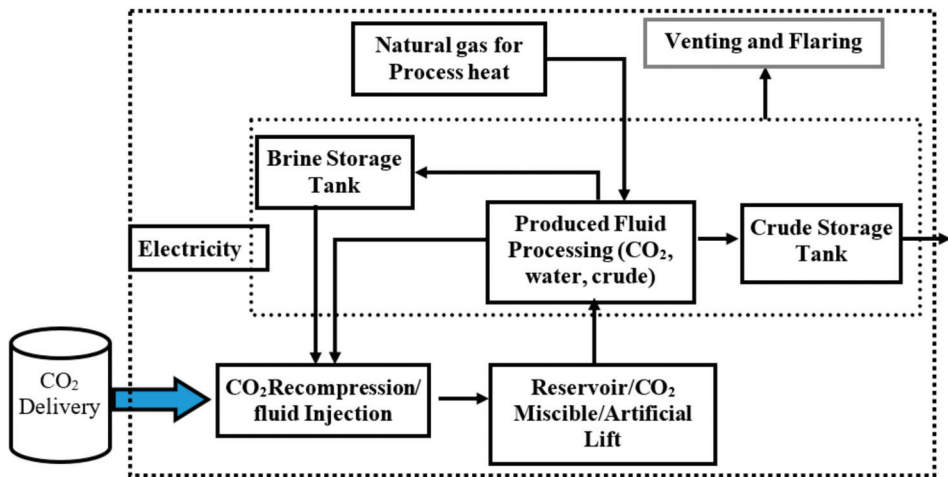 Natural gas for
Process heat
Venting and Flaring
Brine Storage
Tank
Electricity
Produced Fluid
Processing (CO₂,
water, crude)
Crude Storage
Tank
CO₂
Delivery
CO₂Recompression/
fluid Injection
Reservoir/CO₂
Miscible/Artificial
Lift